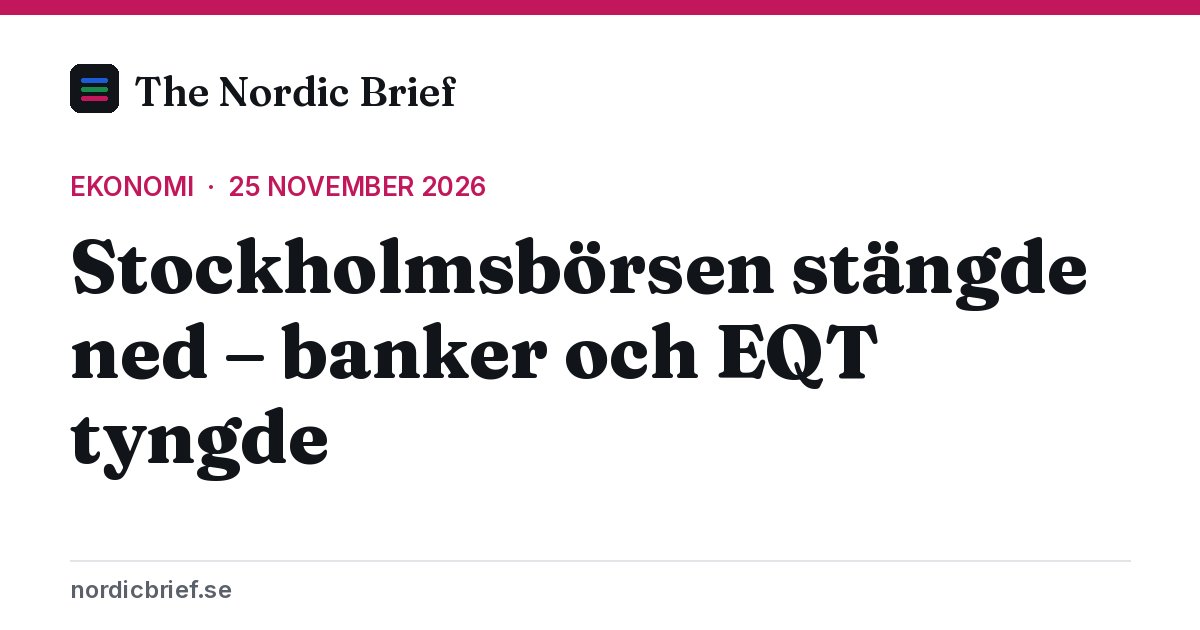 The Nordic Brief
EKONOMI · 25 NOVEMBER 2026
Stockholmsbörsen stängde
ned – banker och EQT
tyngde
nordicbrief.se